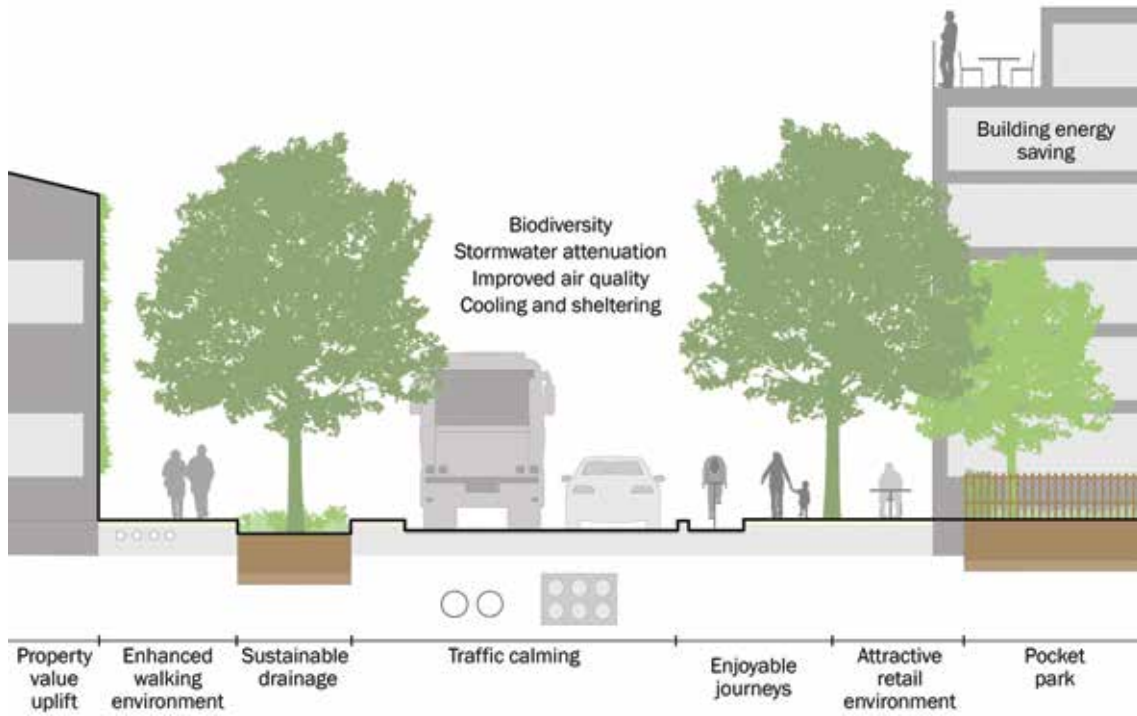 Building energy
saving
Biodiversity
Stormwater attenuation
Improved air quality
Cooling and sheltering
Property
value
uplift
Enhanced
walking
environment
Sustainable
drainage
Traffic calming
Enjoyable
journeys
Attractive
retail
environment
Pocket
park